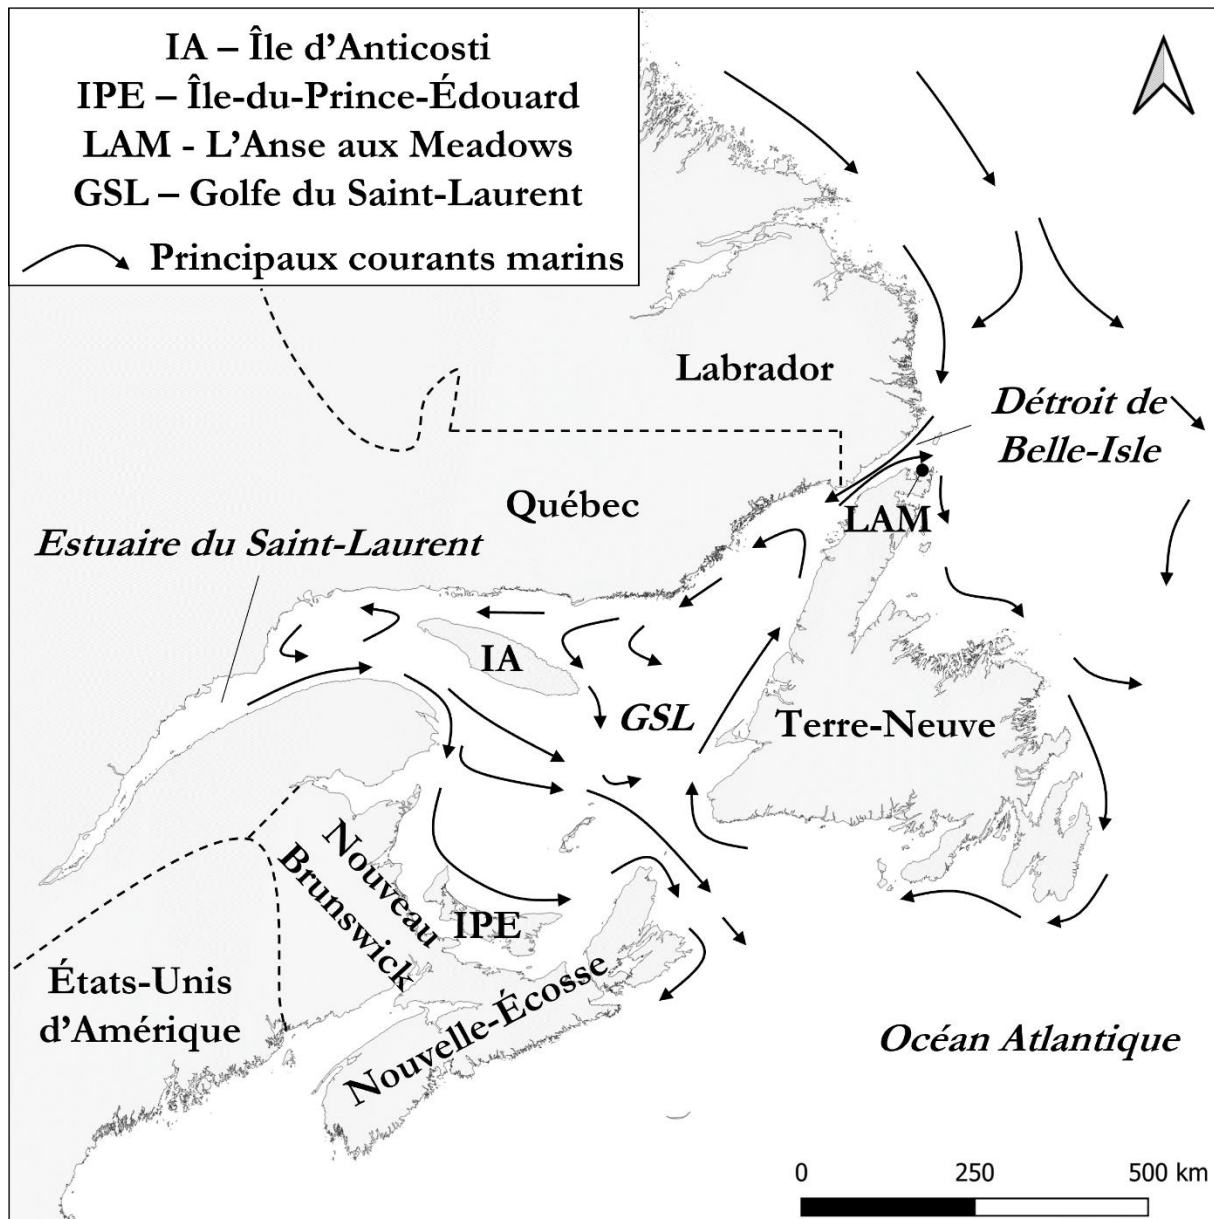 IA – Île d’Anticosti
IPE – Île-du-Prince-Édouard
LAM - L’Anse aux Meadows
GSL – Golfe du Saint-Laurent
Principaux courants marins
Labrador
Détroit de
Belle-Isle
Québec
LAM
Estuaire du Saint-Laurent
IA
GSL
Terre-Neuve
Nouveau
Brunswick
IPE
États-Unis
d’Amérique
Nouvelle-Écosse
Océan Atlantique
0 250 500 km